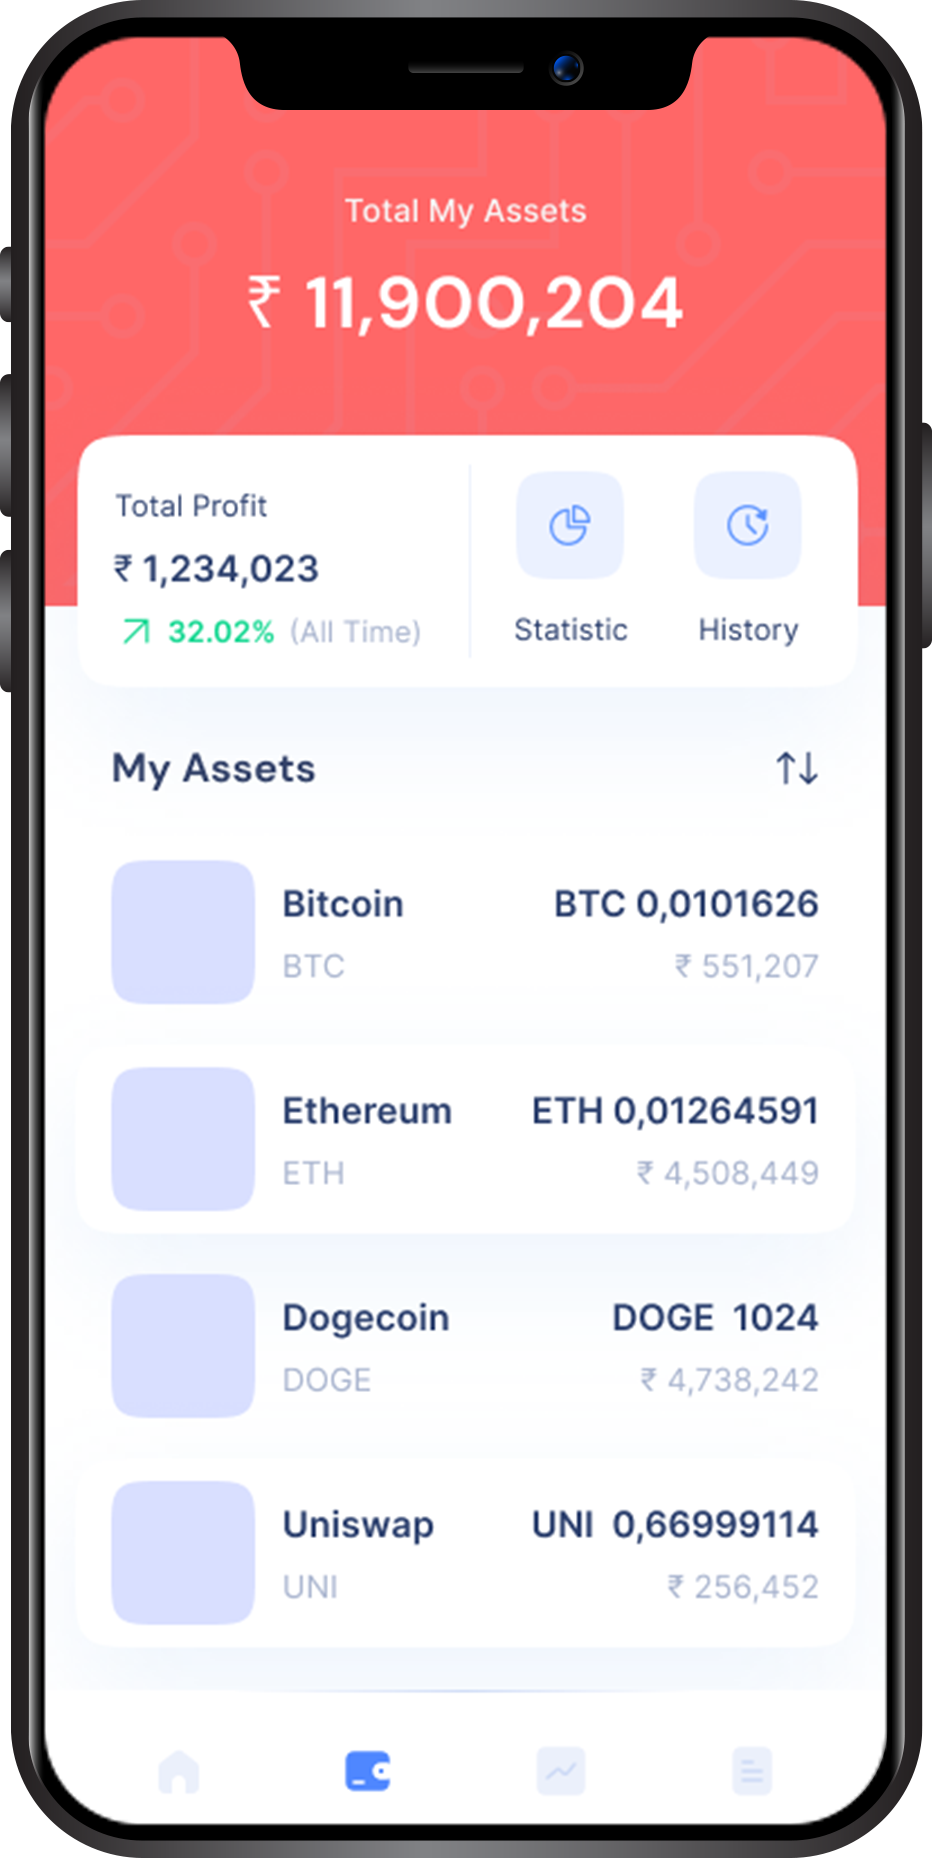 Total My Assets
₹ 11,900,204
Total Profit
₹ 1,234,023
32.02% (All Time)
Statistic
History
My Assets
Bitcoin
BTC 0,0101626
BTC
₹ 551,207
Ethereum
ETH 0,01264591
ETH
₹ 4,508,449
Dogecoin
DOGE 1024
DOGE
₹ 4,738,242
Uniswap
UNI 0,66999114
UNI
₹ 256,452